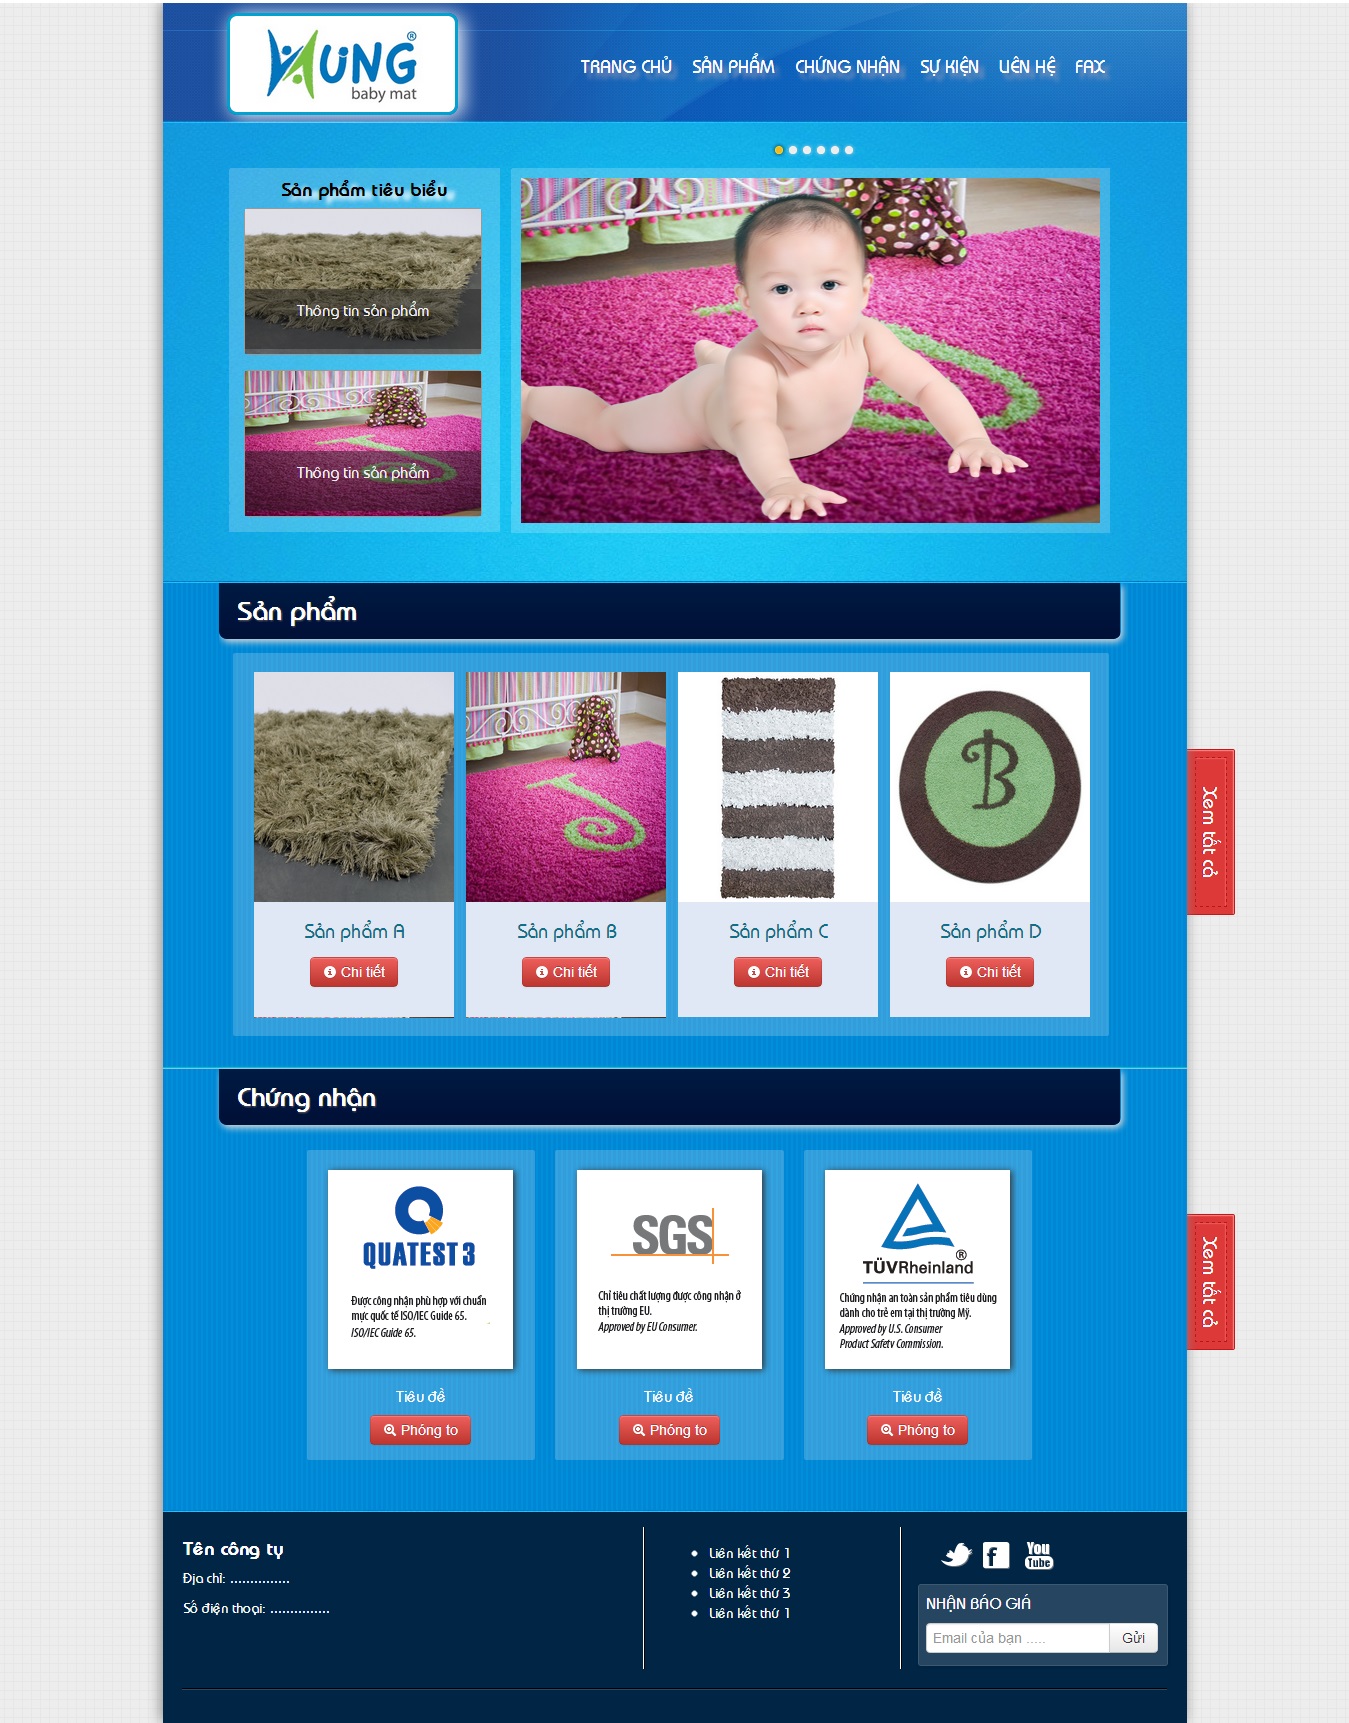 HÙNG®
baby mat
TRANG CHỦ SẢN PHẨM CHỨNG NHẬN SỰ KIỆN LIÊN HỆ FAX
Sản phẩm tiêu biểu
Thông tin sản phẩm
Thông tin sản phẩm
Sản phẩm
B
Sản phẩm A
Chi tiết
Sản phẩm B
Chi tiết
Sản phẩm C
Chi tiết
Sản phẩm D
Chi tiết
Xem tất cả
Chứng nhận
QUATEST 3
Được công nhận phù hợp với chuẩn
mực quốc tế ISO/IEC Guide 65.
ISO/IEC Guide 65.
Tiêu đề
Phóng to
SGS
Chỉ tiêu chất lượng được công nhận ở
thị trường EU.
Approved by EU Consumer.
Tiêu đề
Phóng to
TÜVRheinland®
Chứng nhận an toàn sản phẩm tiêu dùng
dành cho trẻ em tại thị trường Mỹ.
Approved by U.S. Consumer
Product Safety Commission.
Tiêu đề
Phóng to
Xem tất cả
Tên công ty
Địa chỉ: ...............
Số điện thoại: ...............
Liên kết thứ 1
Liên kết thứ 2
Liên kết thứ 3
Liên kết thứ 1
You
Tube
NHẬN BÁO GIÁ
Email của bạn ..... Gửi